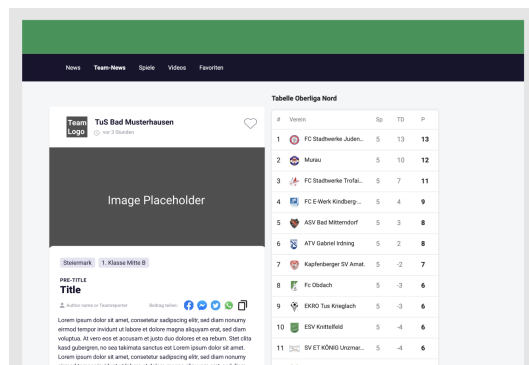 News Team-News Spiele Videos Favoriten
Team Logo
TuS Bad Musterhausen
vor 3 Stunden
Image Placeholder
Steiermark 1. Klasse Mitte B
PRE-TITLE
Title
Author name or Teamreporter Beitrag teilen:
Lorem ipsum dolor sit amet, consetetur sadipscing elitr, sed diam nonumy
eirmod tempor invidunt ut labore et dolore magna aliquyam erat, sed diam
voluptua. At vero eos et accusam et justo duo dolores et ea rebum. Stet clita
kasd gubergren, no sea takimata sanctus est Lorem ipsum dolor sit amet.
Lorem ipsum dolor sit amet, consetetur sadipscing elitr, sed diam nonumy
Tabelle Oberliga Nord
# Verein Sp TD P
1 FC Stadtwerke Juden... 5 13 13
2 Murau 5 10 12
3 FC Stadtwerke Trofai... 5 7 11
4 FC E-Werk Kindberg-... 5 4 9
5 ASV Bad Mitterndorf 5 3 8
6 ATV Gabriel Irdning 5 2 8
7 Kapfenberger SV Amat. 5 -2 7
8 Fc Obdach 5 -3 6
9 EKRO Tus Krieglach 5 -3 6
10 ESV Knittelfeld 5 -4 6
11 SV ET KÖNIG Unzmar... 5 -4 6